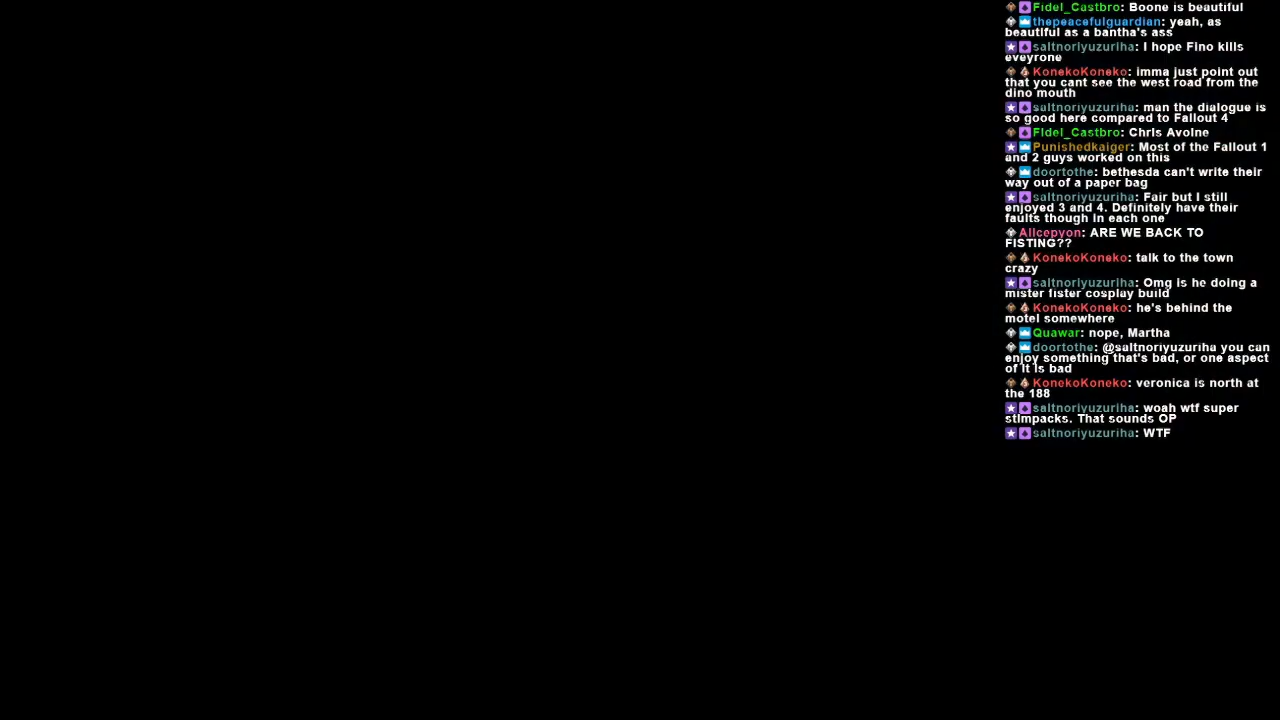 Fidel_Castbro: Boone is beautiful
thepeacefulguardian: yeah, as
beautiful as a bantha's ass
saltnoriyuzuriha: I hope Fino kills
eveyrone
KonekoKoneko: imma just point out
that you cant see the west road from the
dino mouth
saltnoriyuzuriha: man the dialogue is
so good here compared to Fallout 4
Fidel_Castbro: Chris Avolne
Punishedkaiger: Most of the Fallout 1
and 2 guys worked on this
doortothe: bethesda can't write their
way out of a paper bag
saltnoriyuzuriha: Fair but I still
enjoyed 3 and 4. Definitely have their
faults though in each one
Allcepyon: ARE WE BACK TO
FISTING??
KonekoKoneko: talk to the town
crazy
saltnoriyuzuriha: Omg is he doing a
mister fister cosplay build
KonekoKoneko: he's behind the
motel somewhere
Quawar: nope, Martha
doortothe: @saltnoriyuzuriha you can
enjoy something that's bad, or one aspect
of it is bad
KonekoKoneko: veronica is north at
the 188
saltnoriyuzuriha: woah wtf super
stimpacks. That sounds OP
saltnoriyuzuriha: WTF